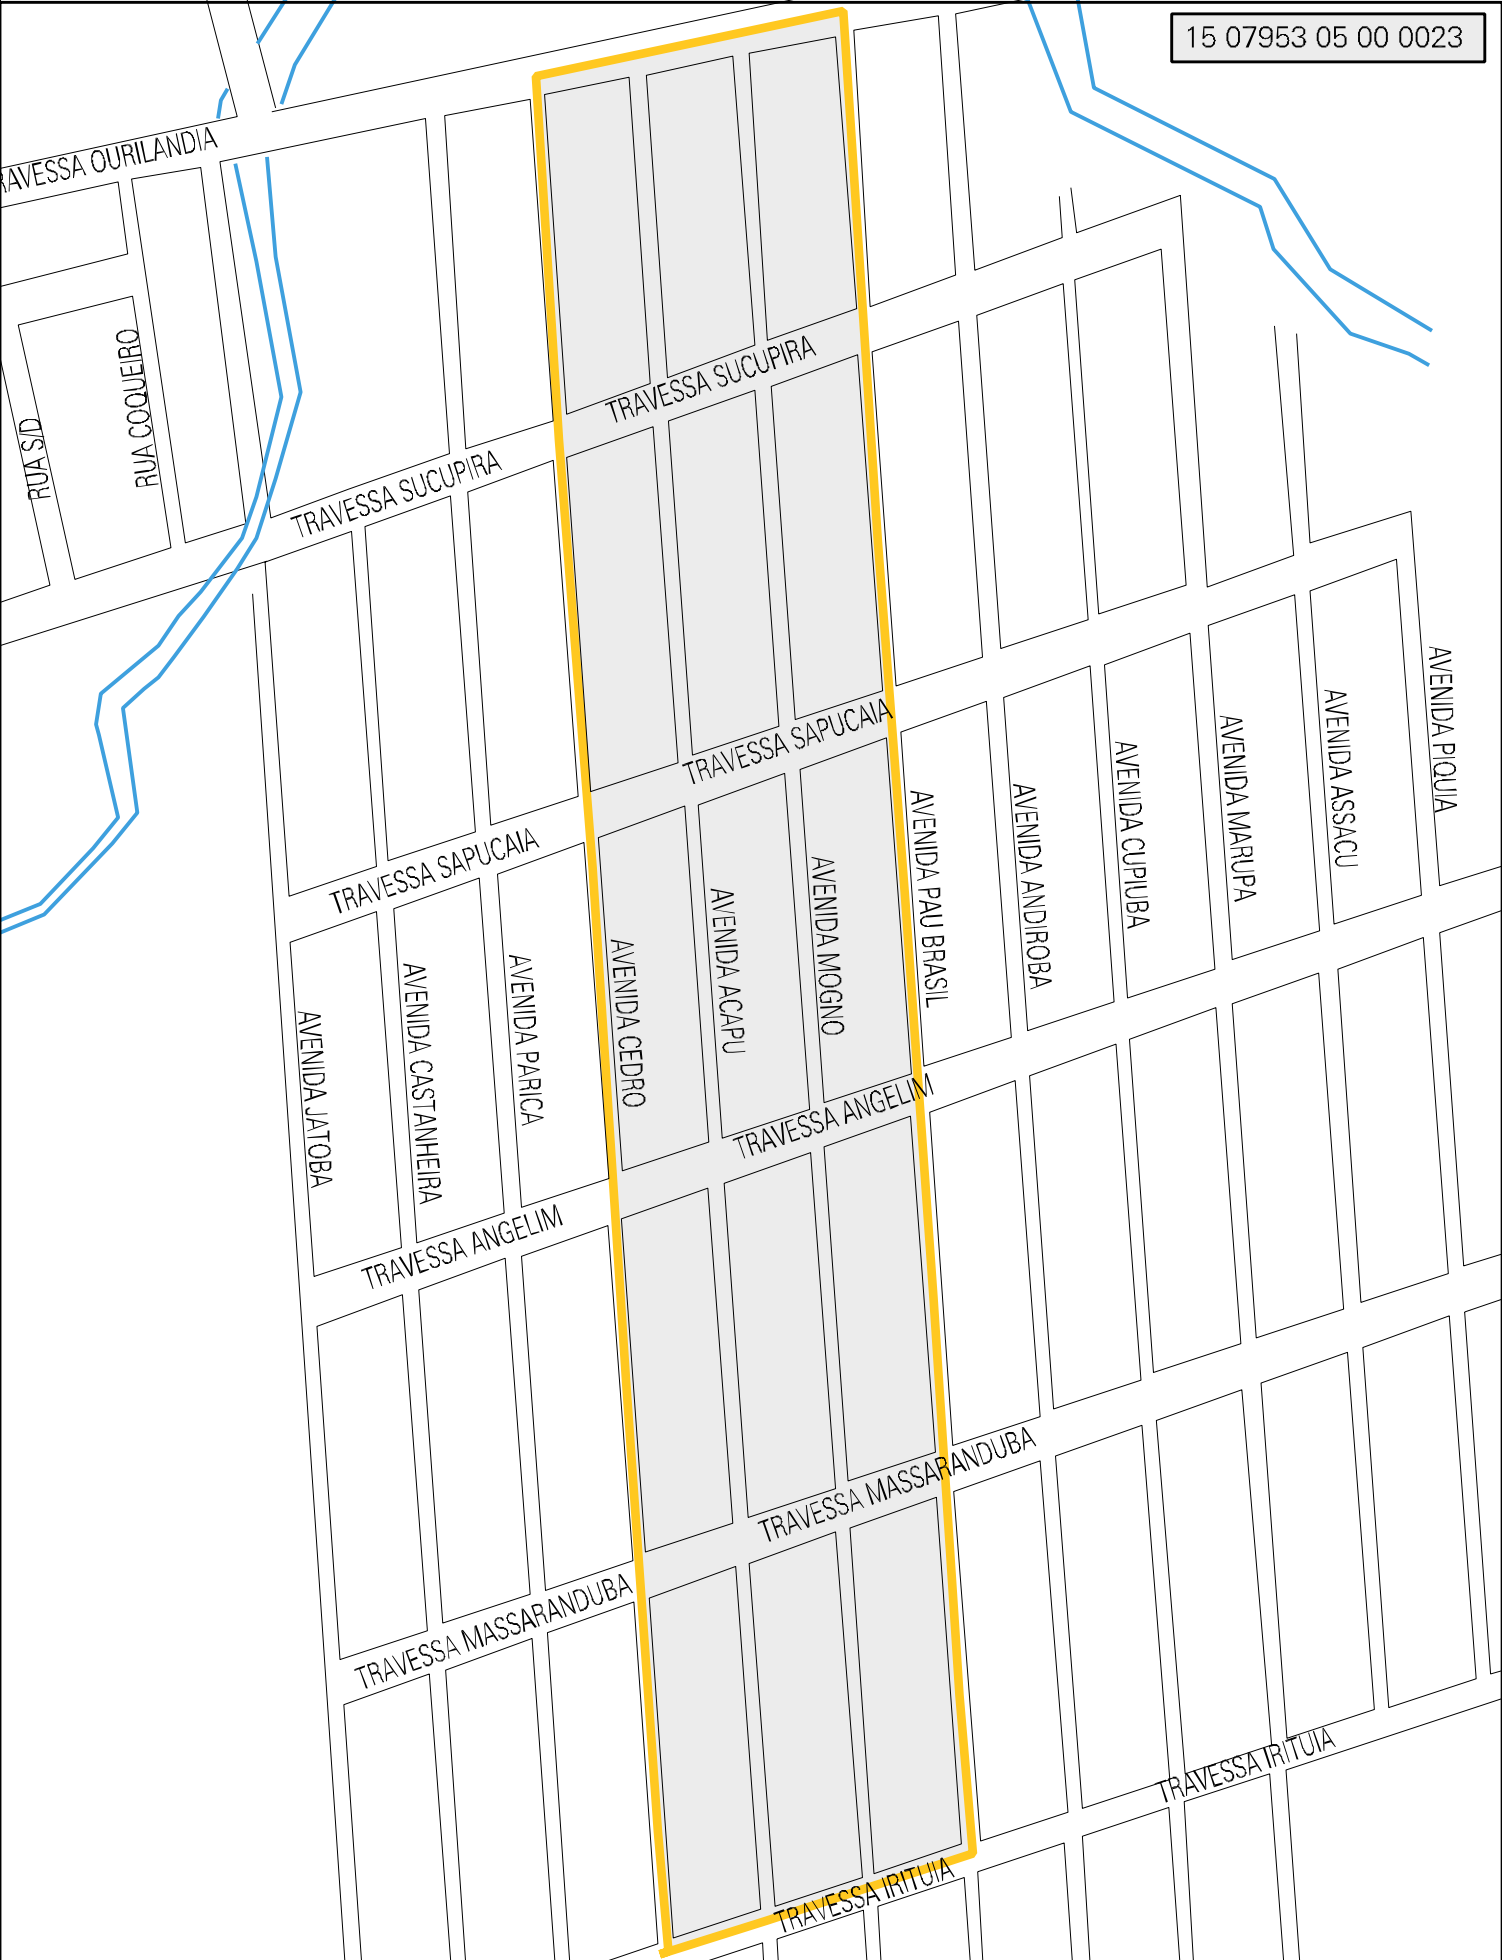 15 07953 05 00 0023
RAVESSA OURILANDIA
RUA COQUEIRO
RUA S/D
TRAVESSA SUCUPIRA
TRAVESSA SUCUPIRA
TRAVESSA SAPUCAIA
TRAVESSA SAPUCAIA
AVENIDA PIQUIA
AVENIDA ASSACU
AVENIDA MARUPA
AVENIDA CUPIUBA
AVENIDA ANDIROBA
AVENIDA PAU BRASIL
AVENIDA MOGNO
AVENIDA ACAPU
AVENIDA CEDRO
AVENIDA PARICA
AVENIDA CASTANHEIRA
AVENIDA JATOBA
TRAVESSA ANGELIM
TRAVESSA ANGELIM
TRAVESSA MASSARANDUBA
TRAVESSA MASSARANDUBA
TRAVESSA IRITUIA
TRAVESSA IRITUIA